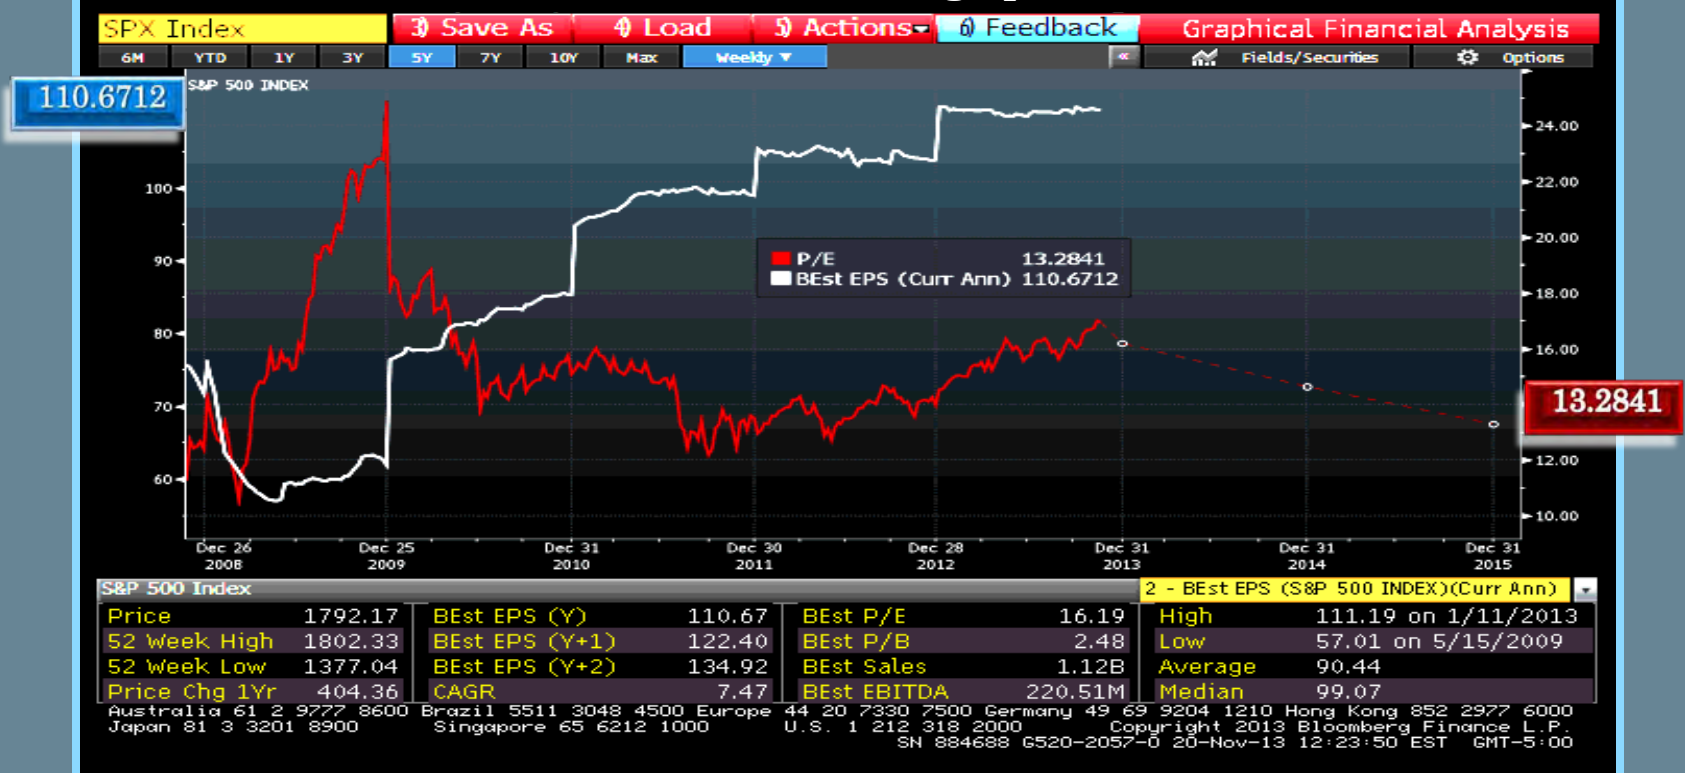 SPX Index 3) Save As 4) Load 5) Actions 6) Feedback Graphical Financial Analysis
6M YTD 1Y 3Y 5Y 7Y 10Y Max Weekly ▼ « Fields/Securities Options
S&P 500 INDEX
110.6712
24.00
100 22.00
20.00
90
P/E 13.2841
BEst EPS (Curr Ann) 110.6712
18.00
80
16.00
70
13.2841
12.00
60
10.00
Dec 26 Dec 25 Dec 31 Dec 30 Dec 28 Dec 31 Dec 31 Dec 31
2008 2009 2010 2011 2012 2013 2014 2015
S&P 500 Index 2 - BEst EPS (S&P 500 INDEX)(Curr Ann)
Price 1792.17 BEst EPS (Y) 110.67 BEst P/E 16.19 High 111.19 on 1/11/2013
52 Week High 1802.33 BEst EPS (Y+1) 122.40 BEst P/B 2.48 Low 57.01 on 5/15/2009
52 Week Low 1377.04 BEst EPS (Y+2) 134.92 BEst Sales 1.12B Average 90.44
Price Chg 1Yr 404.36 CAGR 7.47 BEst EBITDA 220.51M Median 99.07
Australia 61 2 9777 8600 Brazil 5511 3048 4500 Europe 44 20 7330 7500 Germany 49 69 9204 1210 Hong Kong 852 2977 6000
Japan 81 3 3201 8900 Singapore 65 6212 1000 U.S. 1 212 318 2000 Copyright 2013 Bloomberg Finance L.P.
SN 884688 G520-2057-0 20-Nov-13 12:23:50 EST GMT-5:00